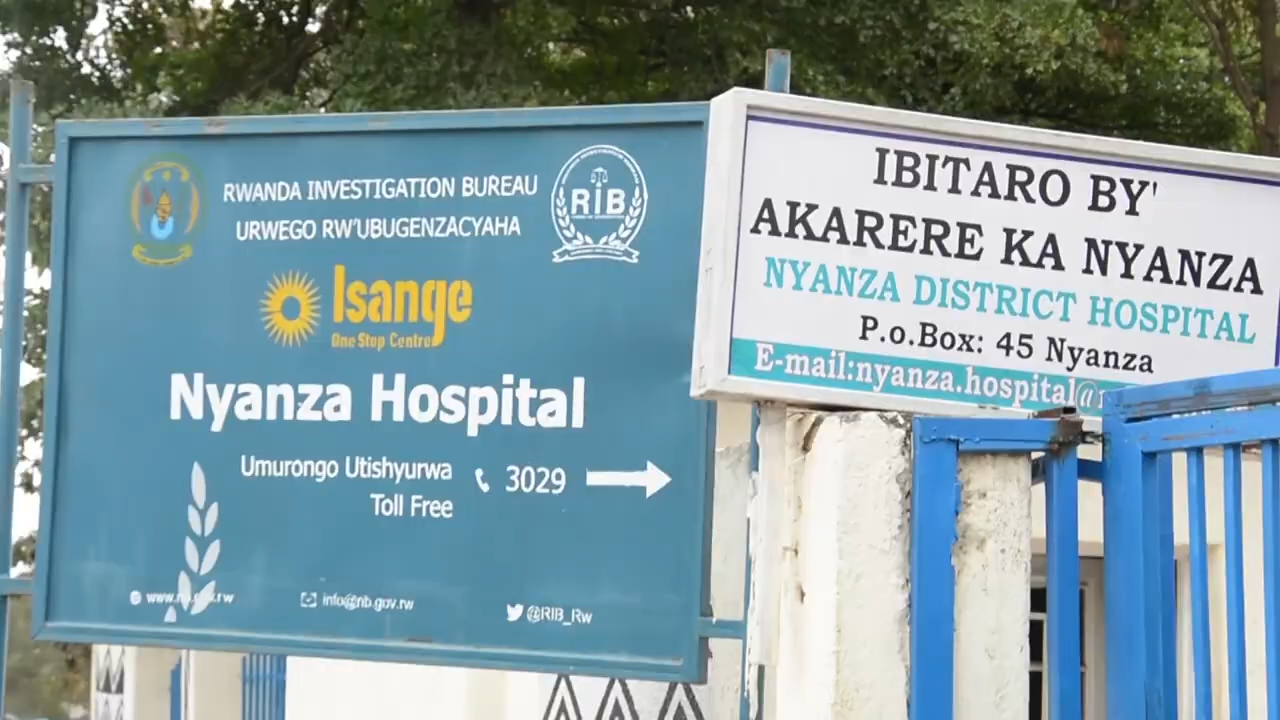 RWANDA INVESTIGATION BUREAU
URWEGO RW'UBUGENZACYAHA
RIB
Isange
One Stop Centre
Nyanza Hospital
Umurongo Utishyurwa
Toll Free
3029
www.rib.gov.rw
info@rib.gov.rw
@RIB_Rw
IBITARO BY'
AKARERE KA NYANZA
NYANZA DISTRICT HOSPITAL
P.o.Box: 45 Nyanza
E-mail:nyanza.hospital@